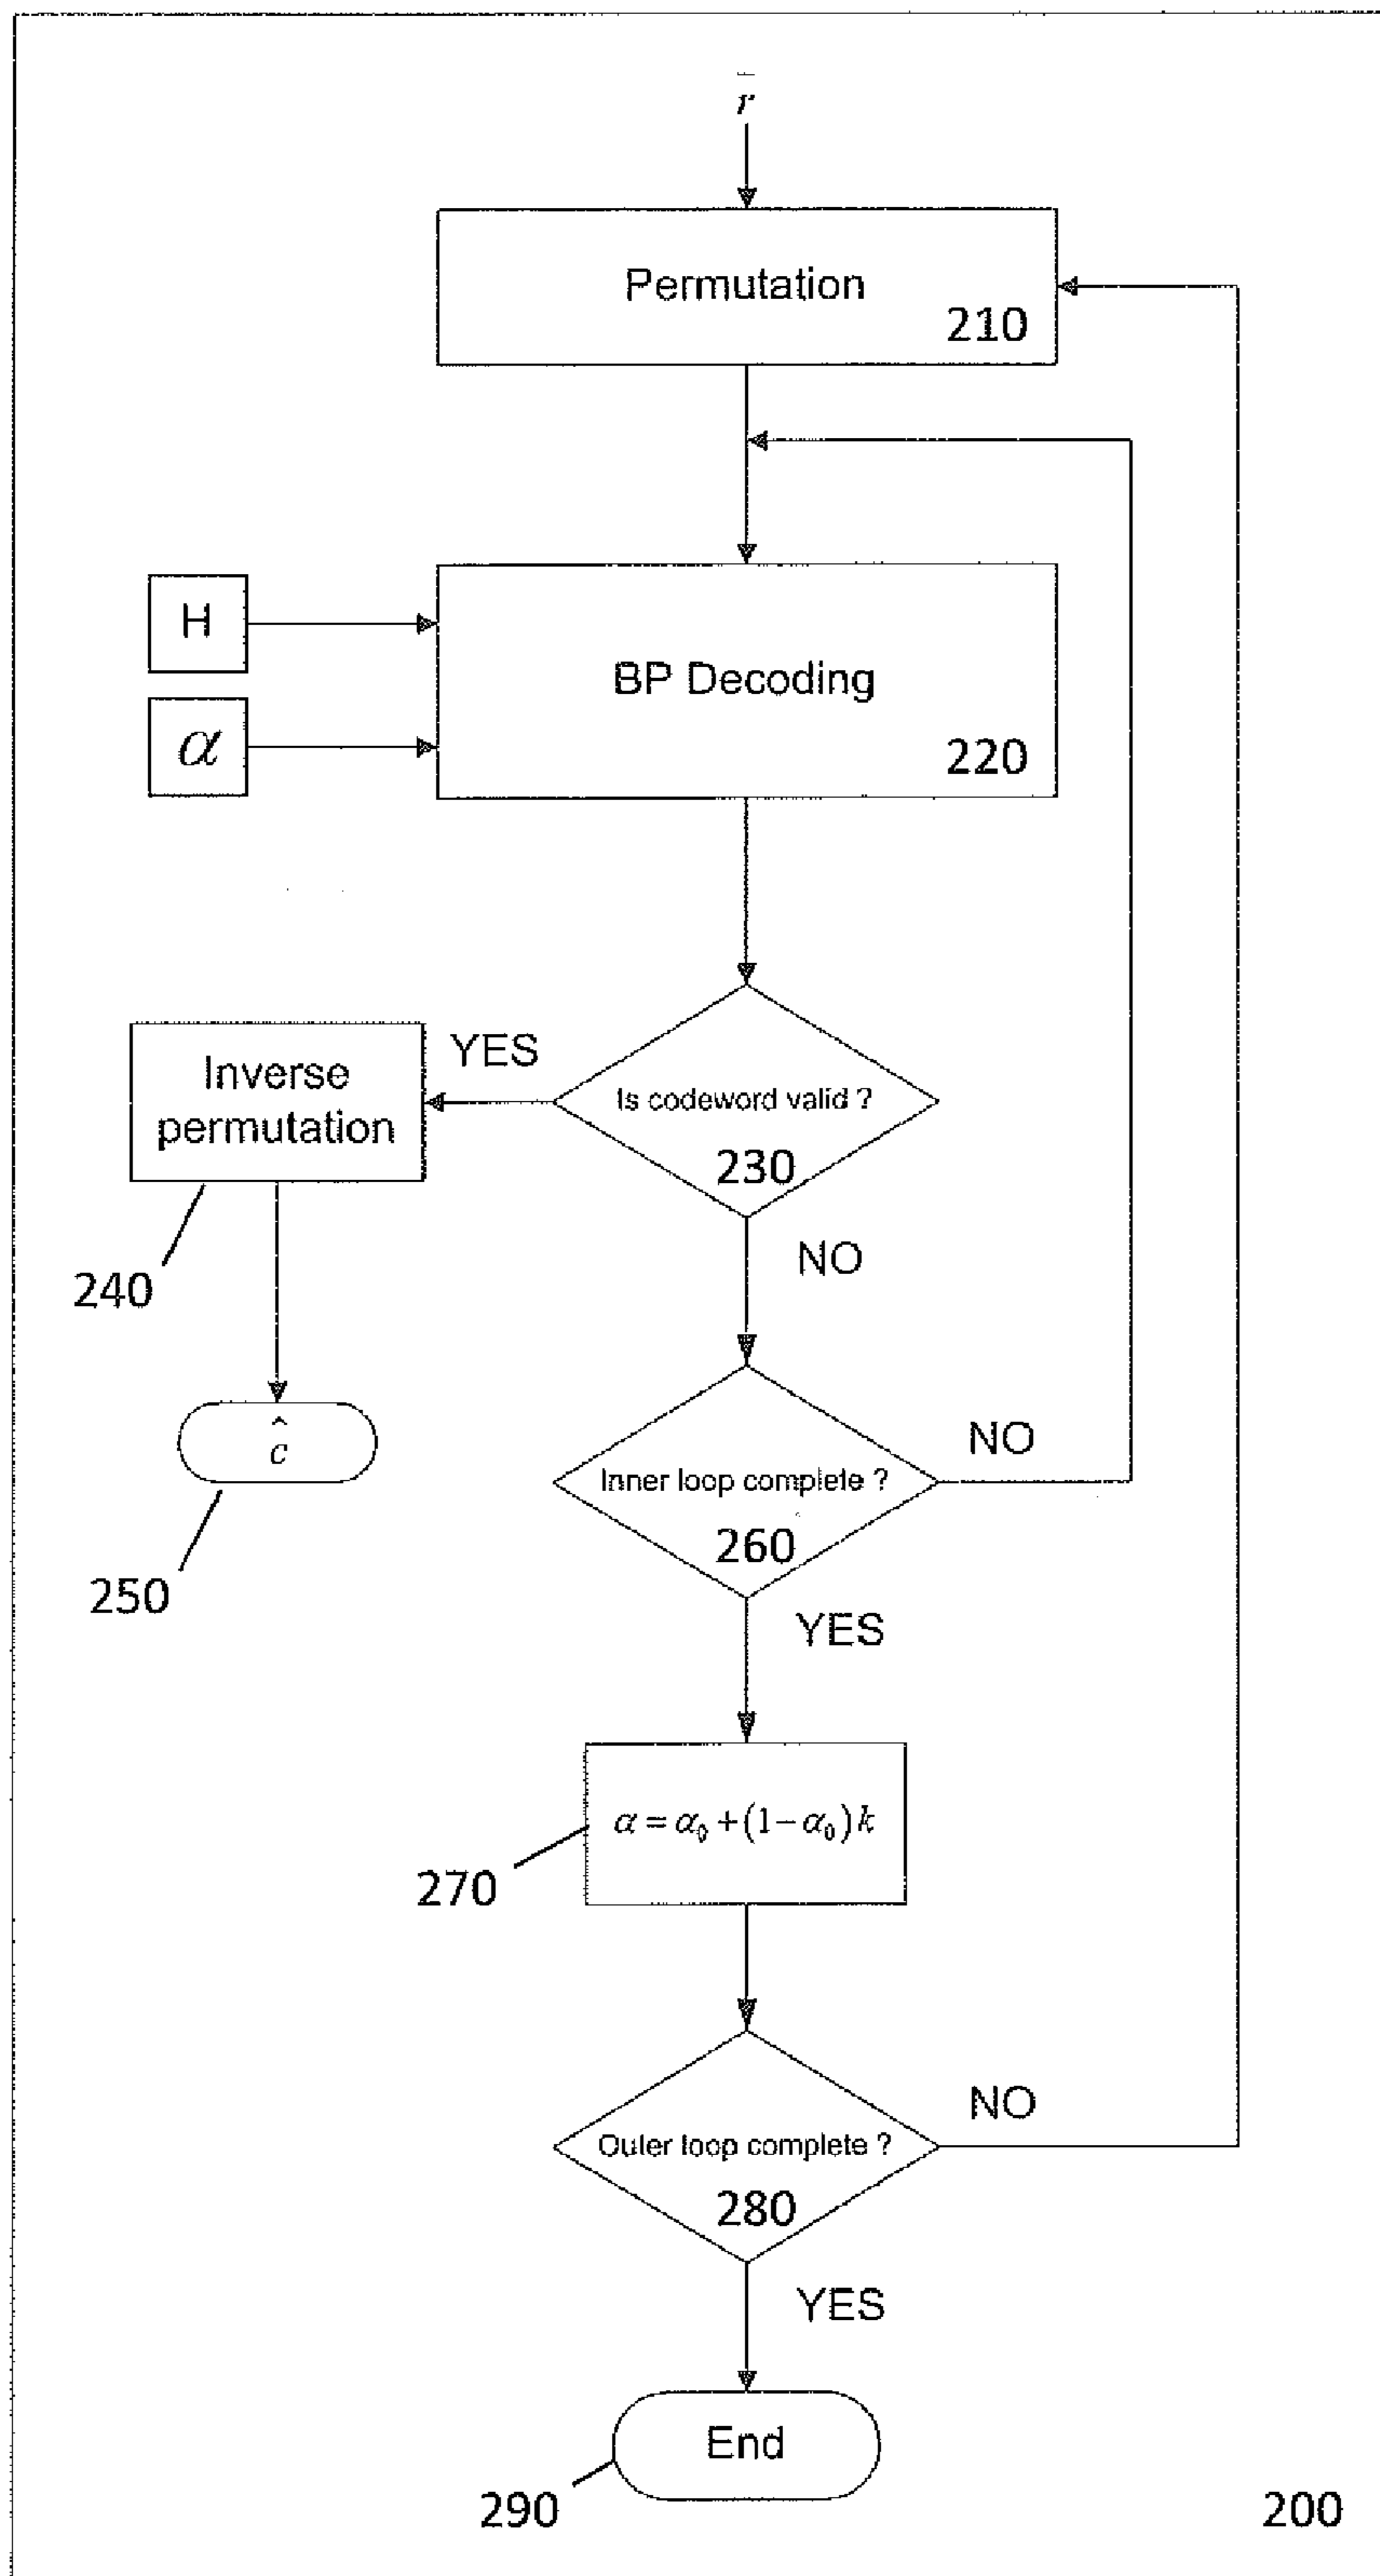 r̄
Permutation
210
H
BP Decoding
α
220
Inverse
permutation
YES
Is codeword valid ?
230
240
NO
ĉ
Inner loop complete ?
NO
260
250
YES
α = α₀ + (1 − α₀) k
270
Outer loop complete ?
NO
280
YES
End
290
200